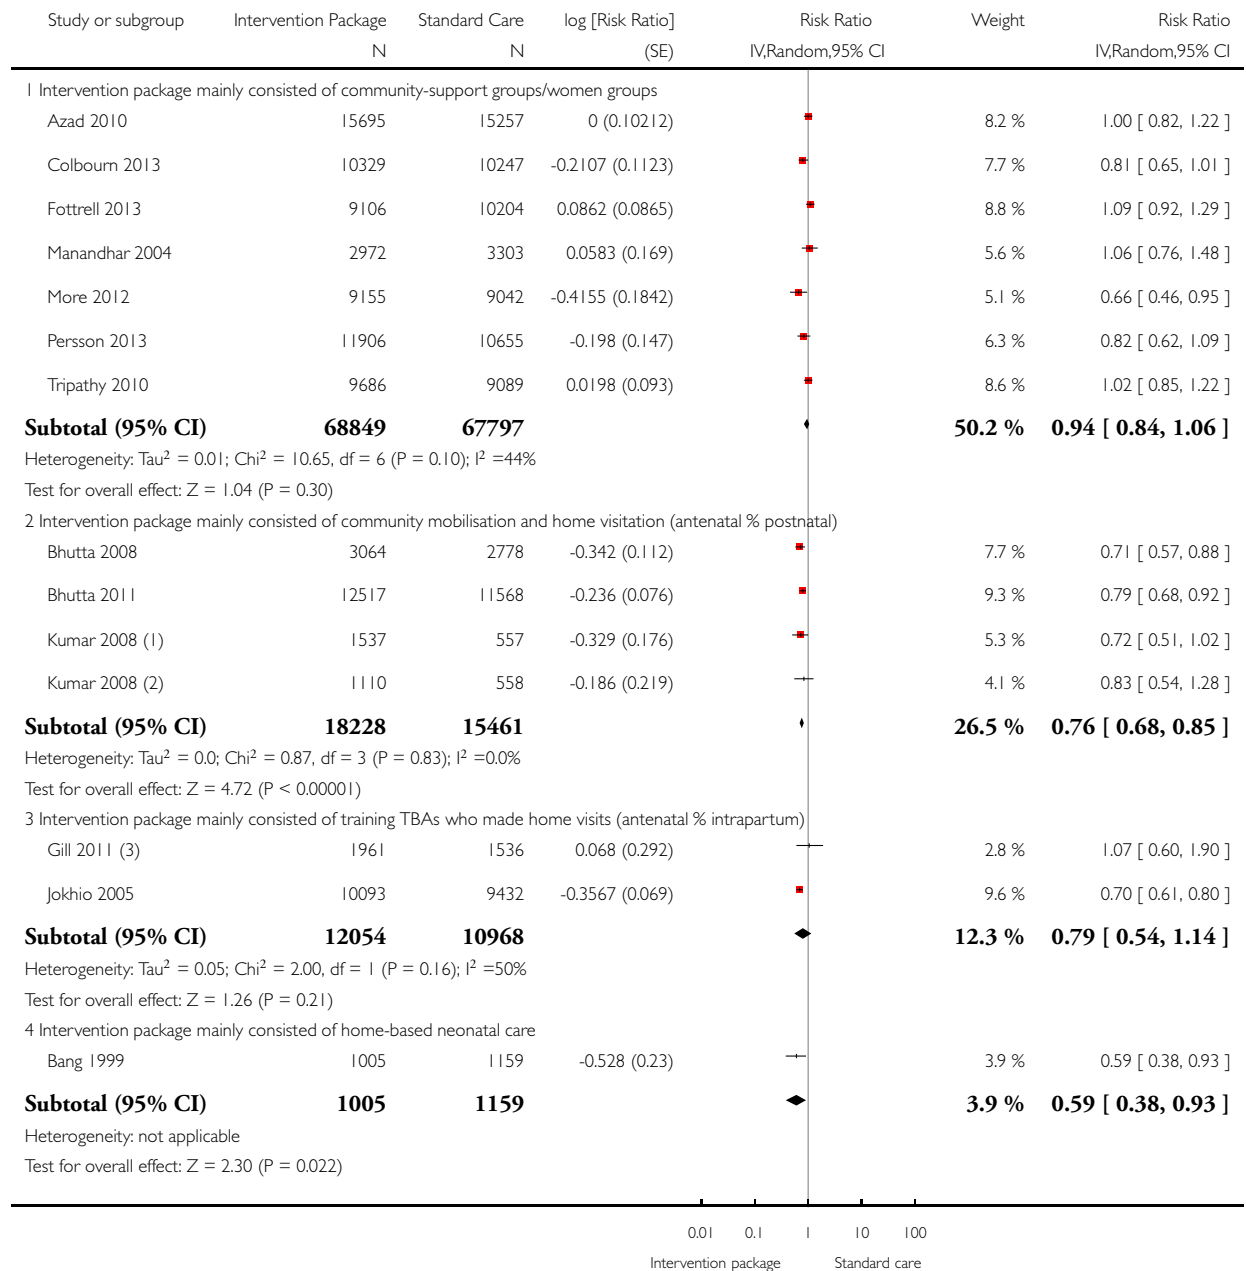 Study or subgroup Intervention Package Standard Care log [Risk Ratio] Risk Ratio Weight Risk Ratio
N N (SE) IV,Random,95% CI IV,Random,95% CI
1 Intervention package mainly consisted of community-support groups/women groups
Azad 2010 15695 15257 0 (0.10212) 8.2 % 1.00 [ 0.82, 1.22 ]
Colbourn 2013 10329 10247 -0.2107 (0.1123) 7.7 % 0.81 [ 0.65, 1.01 ]
Fottrell 2013 9106 10204 0.0862 (0.0865) 8.8 % 1.09 [ 0.92, 1.29 ]
Manandhar 2004 2972 3303 0.0583 (0.169) 5.6 % 1.06 [ 0.76, 1.48 ]
More 2012 9155 9042 -0.4155 (0.1842) 5.1 % 0.66 [ 0.46, 0.95 ]
Persson 2013 11906 10655 -0.198 (0.147) 6.3 % 0.82 [ 0.62, 1.09 ]
Tripathy 2010 9686 9089 0.0198 (0.093) 8.6 % 1.02 [ 0.85, 1.22 ]
Subtotal (95% CI) 68849 67797 50.2 % 0.94 [ 0.84, 1.06 ]
Heterogeneity: Tau² = 0.01; Chi² = 10.65, df = 6 (P = 0.10); I² =44%
Test for overall effect: Z = 1.04 (P = 0.30)
2 Intervention package mainly consisted of community mobilisation and home visitation (antenatal % postnatal)
Bhutta 2008 3064 2778 -0.342 (0.112) 7.7 % 0.71 [ 0.57, 0.88 ]
Bhutta 2011 12517 11568 -0.236 (0.076) 9.3 % 0.79 [ 0.68, 0.92 ]
Kumar 2008 (1) 1537 557 -0.329 (0.176) 5.3 % 0.72 [ 0.51, 1.02 ]
Kumar 2008 (2) 1110 558 -0.186 (0.219) 4.1 % 0.83 [ 0.54, 1.28 ]
Subtotal (95% CI) 18228 15461 26.5 % 0.76 [ 0.68, 0.85 ]
Heterogeneity: Tau² = 0.0; Chi² = 0.87, df = 3 (P = 0.83); I² =0.0%
Test for overall effect: Z = 4.72 (P < 0.00001)
3 Intervention package mainly consisted of training TBAs who made home visits (antenatal % intrapartum)
Gill 2011 (3) 1961 1536 0.068 (0.292) 2.8 % 1.07 [ 0.60, 1.90 ]
Jokhio 2005 10093 9432 -0.3567 (0.069) 9.6 % 0.70 [ 0.61, 0.80 ]
Subtotal (95% CI) 12054 10968 12.3 % 0.79 [ 0.54, 1.14 ]
Heterogeneity: Tau² = 0.05; Chi² = 2.00, df = 1 (P = 0.16); I² =50%
Test for overall effect: Z = 1.26 (P = 0.21)
4 Intervention package mainly consisted of home-based neonatal care
Bang 1999 1005 1159 -0.528 (0.23) 3.9 % 0.59 [ 0.38, 0.93 ]
Subtotal (95% CI) 1005 1159 3.9 % 0.59 [ 0.38, 0.93 ]
Heterogeneity: not applicable
Test for overall effect: Z = 2.30 (P = 0.022)
0.01 0.1 1 10 100
Intervention package Standard care